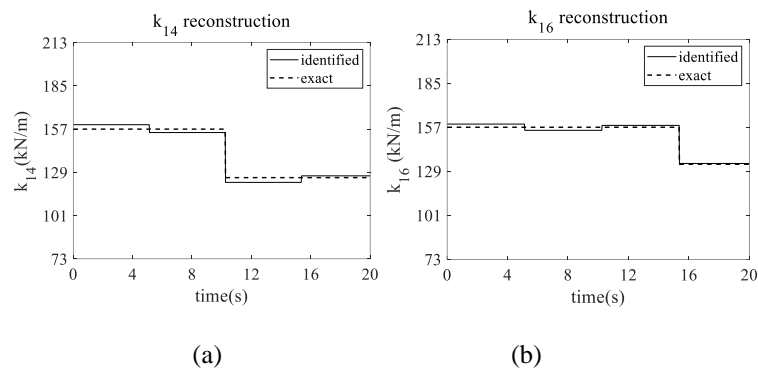 k14 reconstruction
213
185
157
129
101
73
k14(kN/m)
identified
exact
0 4 8 12 16 20
time(s)
(a)
k16 reconstruction
213
185
157
129
101
73
k16 (kN/m)
identified
exact
0 4 8 12 16 20
time(s)
(b)